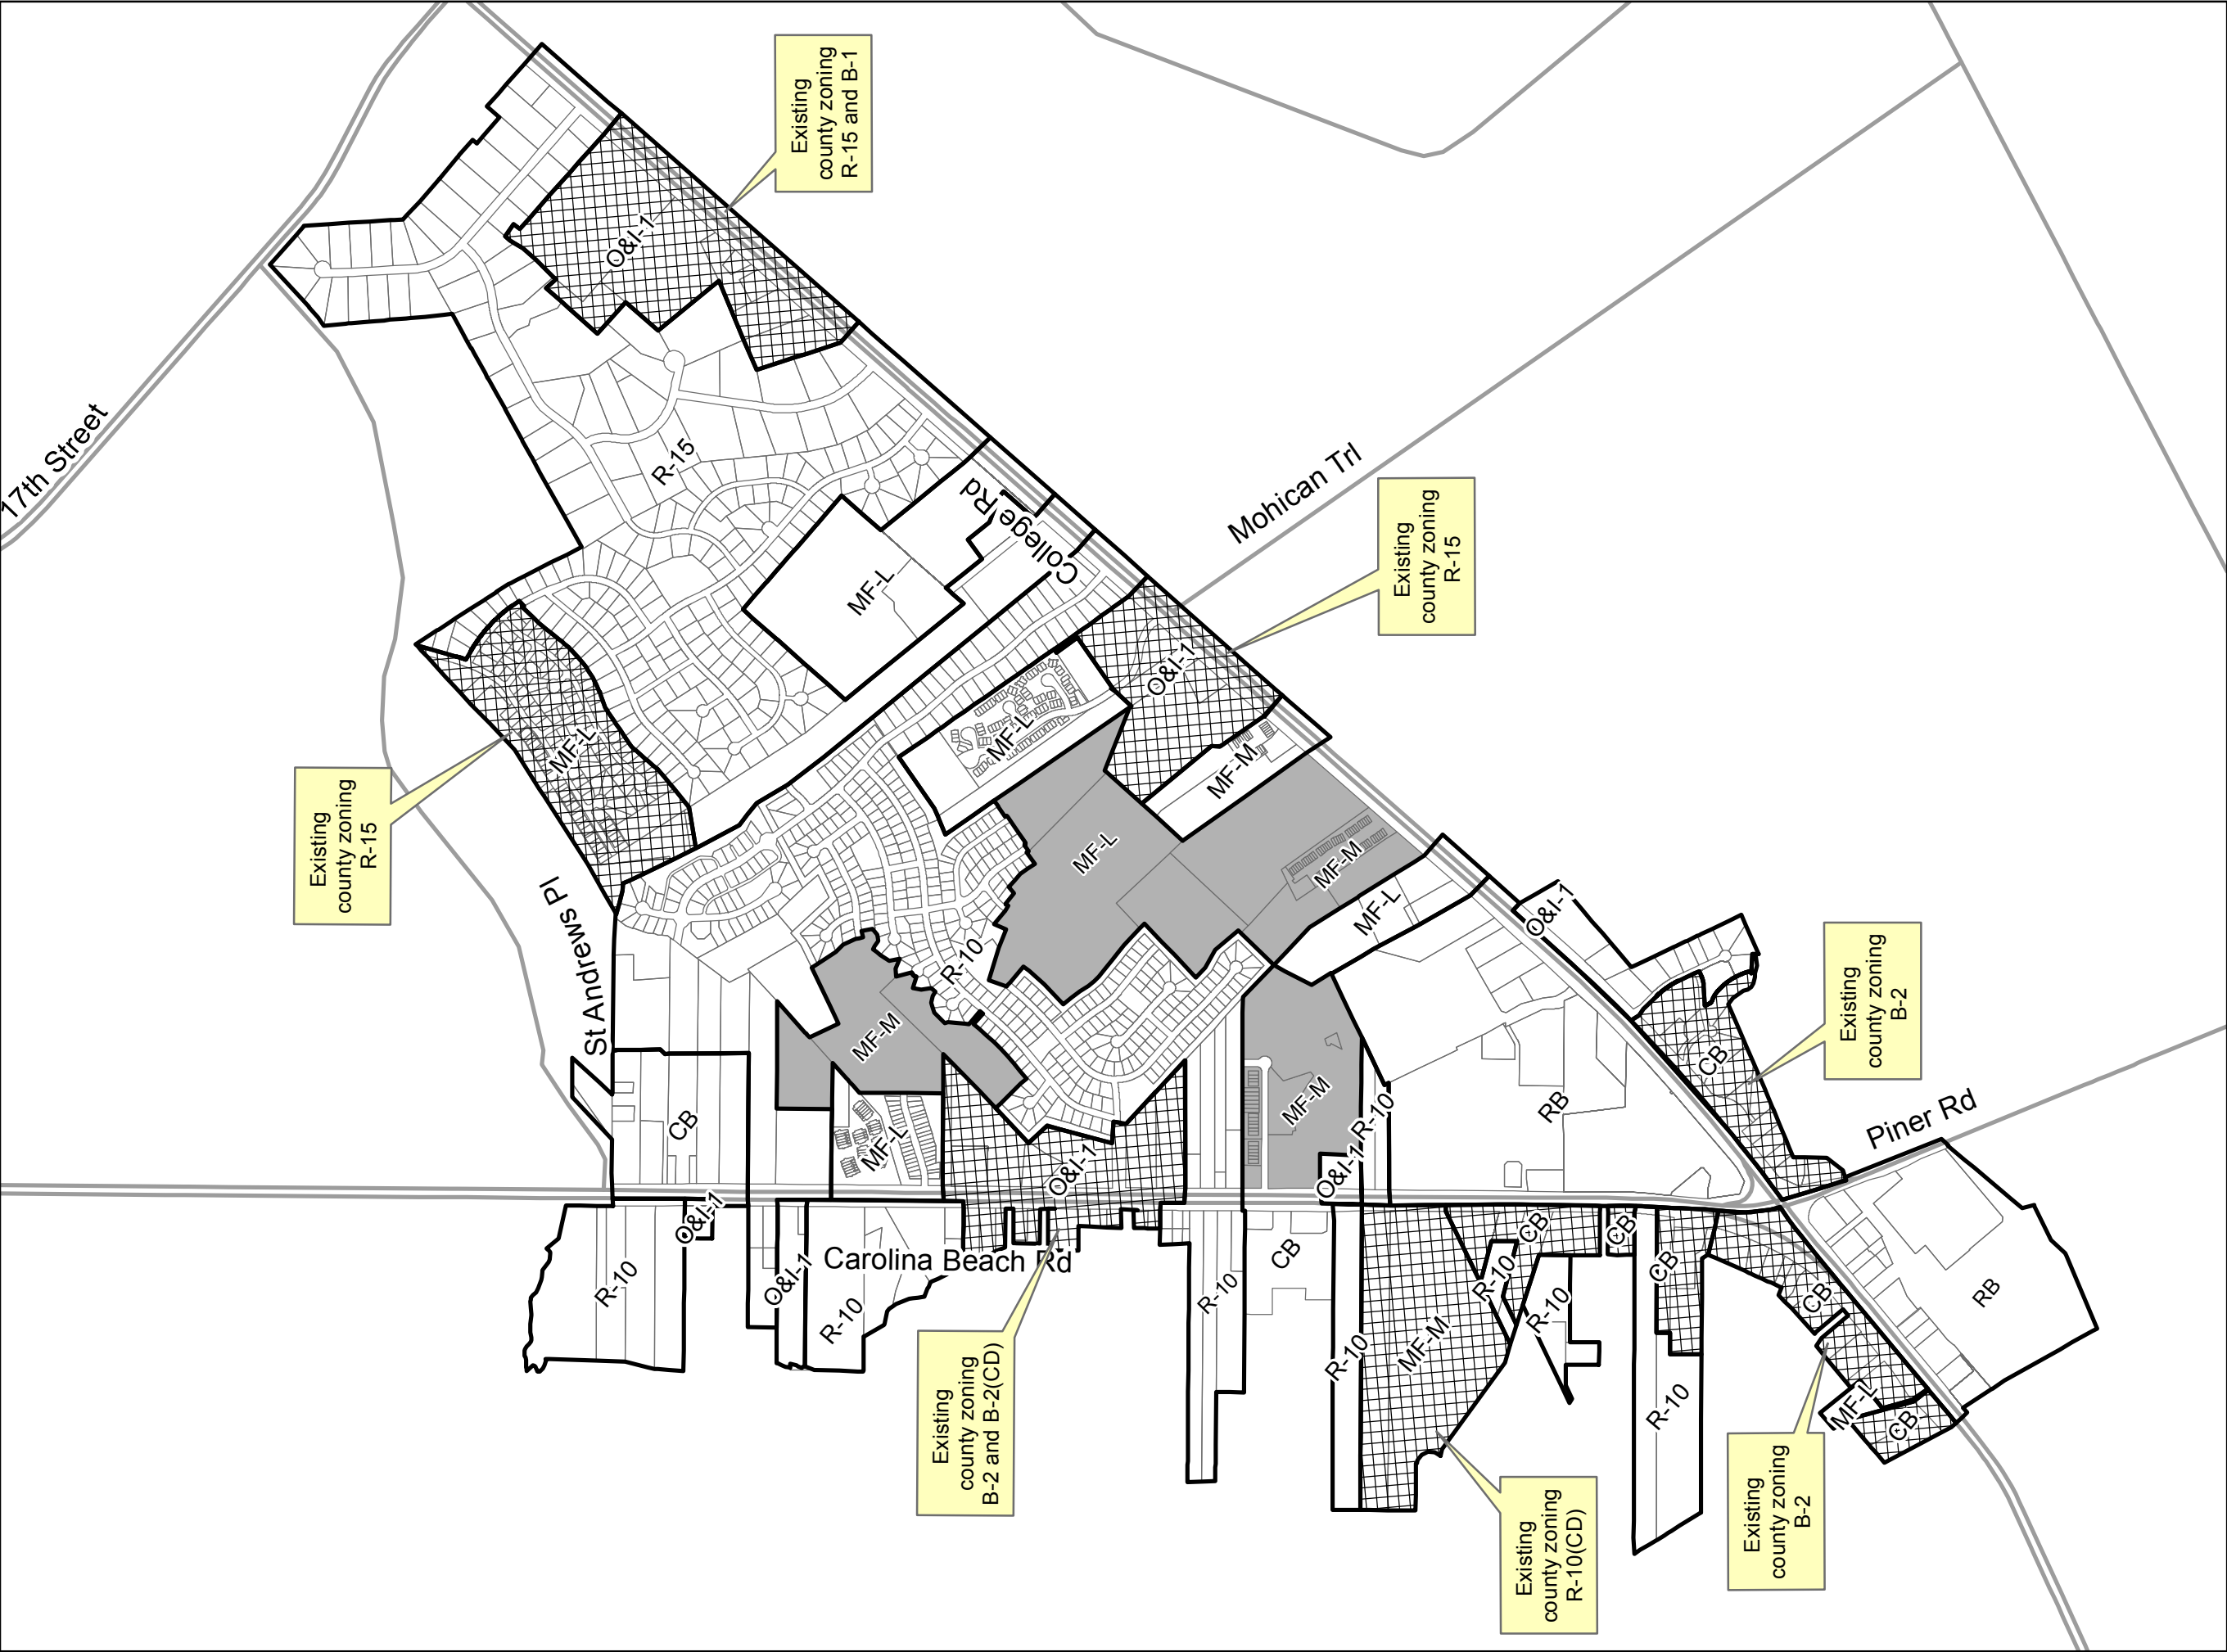 Existing
county zoning
R-15 and B-1
O&I-1
17th Street
R-15
College Rd
Mohican Trl
Existing
county zoning
R-15
MF-L
O&I-1
MF-L
MF-L
MF-M
Existing
county zoning
R-15
MF-L
MF-M
MF-L
St Andrews Pl
O&I-1
R-10
Existing
county zoning
B-2
MF-M
CB
MF-M
R-10
RB
CB
MF-L
Piner Rd
O&I-1
O&I-1
O&I-1
R-10
O&I-1
R-10
Carolina Beach Rd
R-10
CB
CB
CB
CB
R-10
R-10
CB
RB
R-10
MF-M
R-10
MF-L
CB
Existing
county zoning
B-2 and B-2(CD)
Existing
county zoning
R-10(CD)
Existing
county zoning
B-2